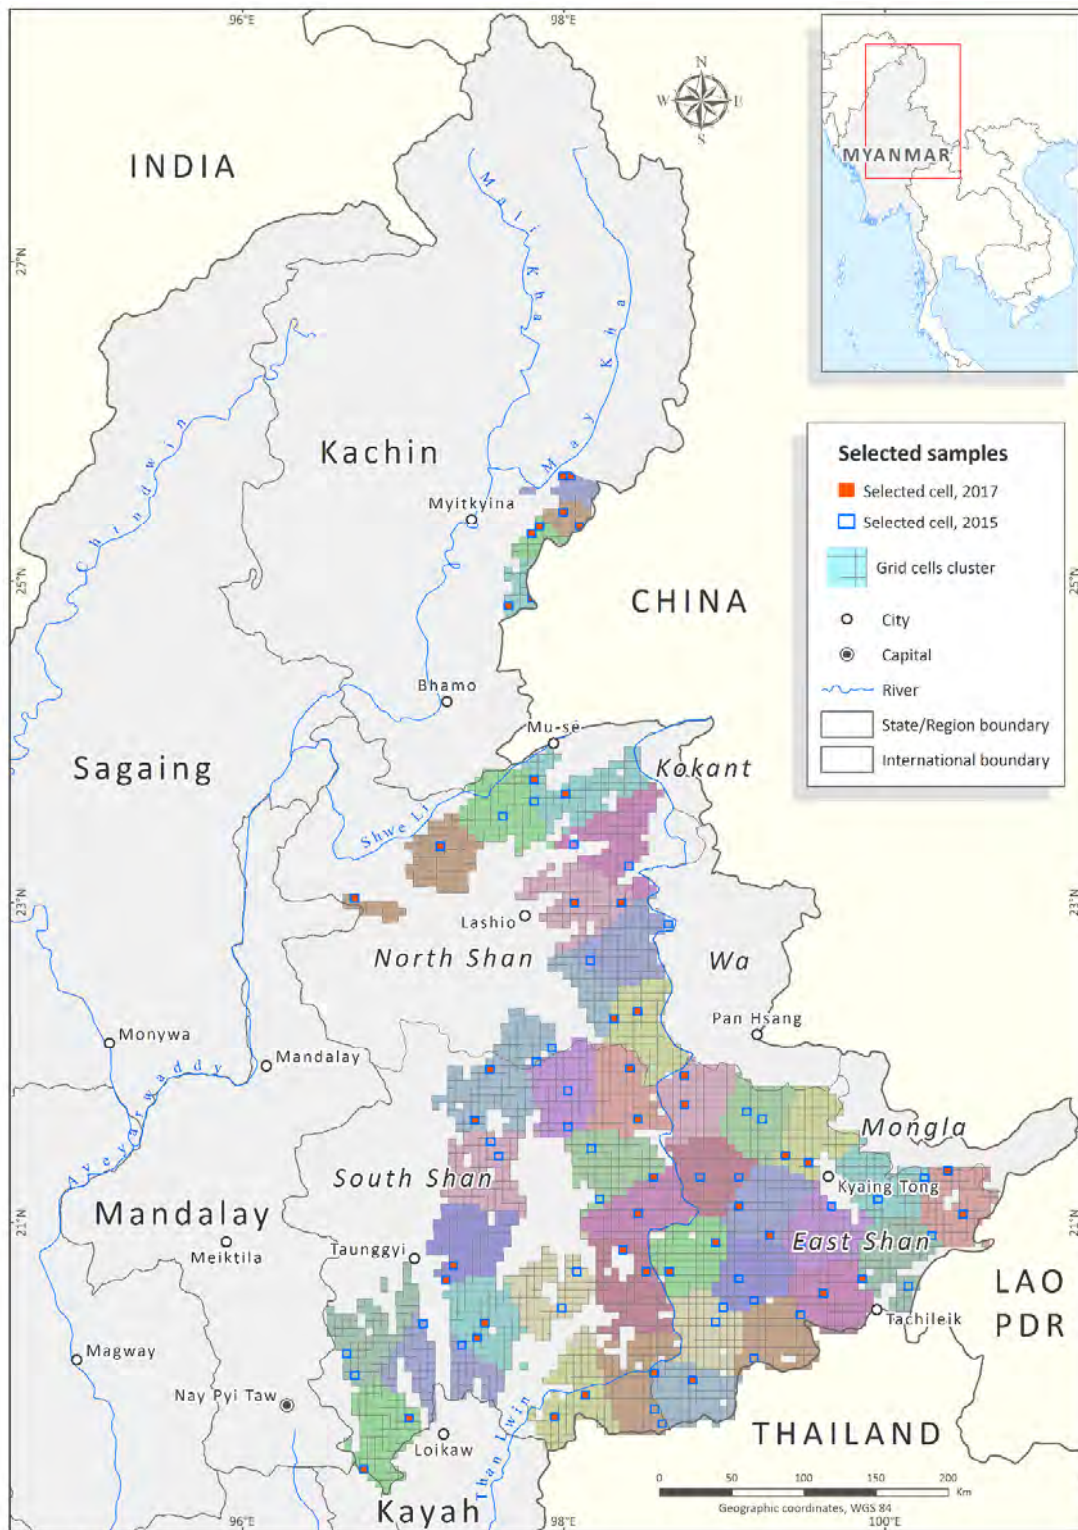 96°E
98°E
N
W
E
S
INDIA
MYANMAR
Mali Kha
27°N
May Kha
Chindwin
Kachin
Selected samples
Selected cell, 2017
Selected cell, 2015
Grid cells cluster
City
Capital
River
State/Region boundary
International boundary
Myitkyina
25°N
25°N
CHINA
Bhamo
Mu-sé
Sagaing
Kokant
Shwe Li
23°N
23°N
Lashio
North Shan
Wa
Pan Hsang
Monywa
Mandalay
Ayeyarwaddy
Mongla
South Shan
Kyaing Tong
Mandalay
21°N
21°N
Meiktila
Taunggyi
East Shan
LAO
PDR
Tachileik
Magway
Nay Pyi Taw
Loikaw
Than Lwin
THAILAND
Kayah
0 50 100 150 200
Km
Geographic coordinates, WGS 84
96°E
98°E
100°E